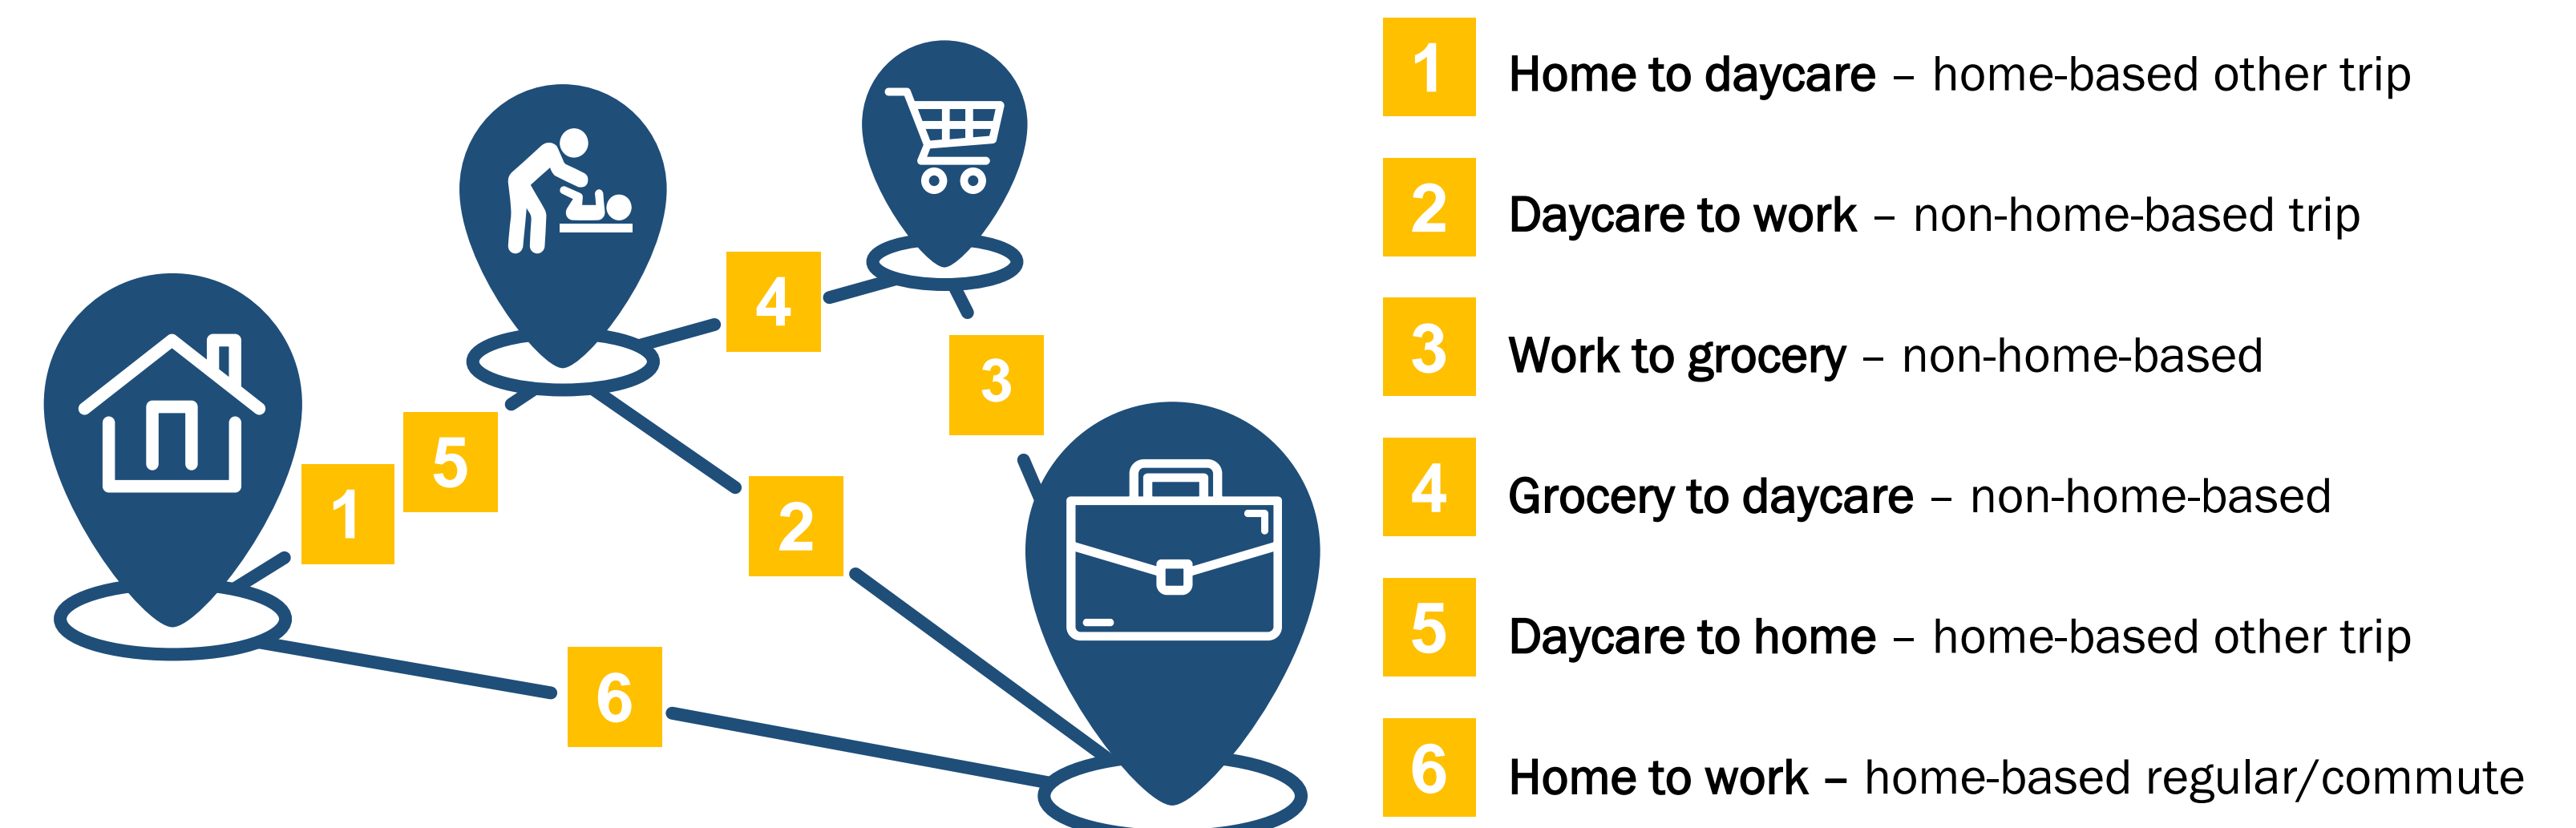 4
3
5
1
2
6
1 Home to daycare – home-based other trip
2 Daycare to work – non-home-based trip
3 Work to grocery – non-home-based
4 Grocery to daycare – non-home-based
5 Daycare to home – home-based other trip
6 Home to work – home-based regular/commute